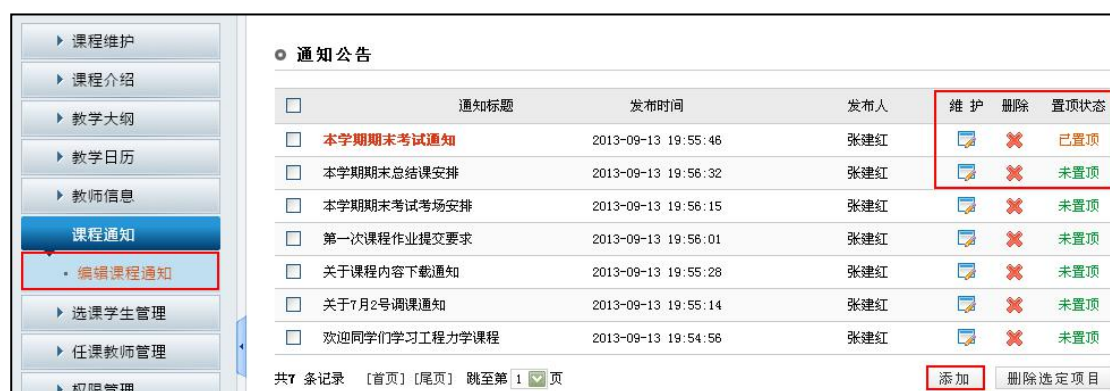 课程维护
课程介绍
教学大纲
教学日历
教师信息
课程通知
编辑课程通知
选课学生管理
任课教师管理
权限管理
通知公告
通知标题 发布时间 发布人 维 护 删除 置顶状态
本学期期末考试通知 2013-09-13 19:55:46 张建红 已置顶
本学期期末总结课安排 2013-09-13 19:56:32 张建红 未置顶
本学期期末考试考场安排 2013-09-13 19:56:15 张建红 未置顶
第一次课程作业提交要求 2013-09-13 19:56:01 张建红 未置顶
关于课程内容下载通知 2013-09-13 19:55:28 张建红 未置顶
关于7月2号调课通知 2013-09-13 19:55:14 张建红 未置顶
欢迎同学们学习工程力学课程 2013-09-13 19:54:56 张建红 未置顶
共7 条记录 [首页] [尾页] 跳至第 1 页 添加 删除选定项目